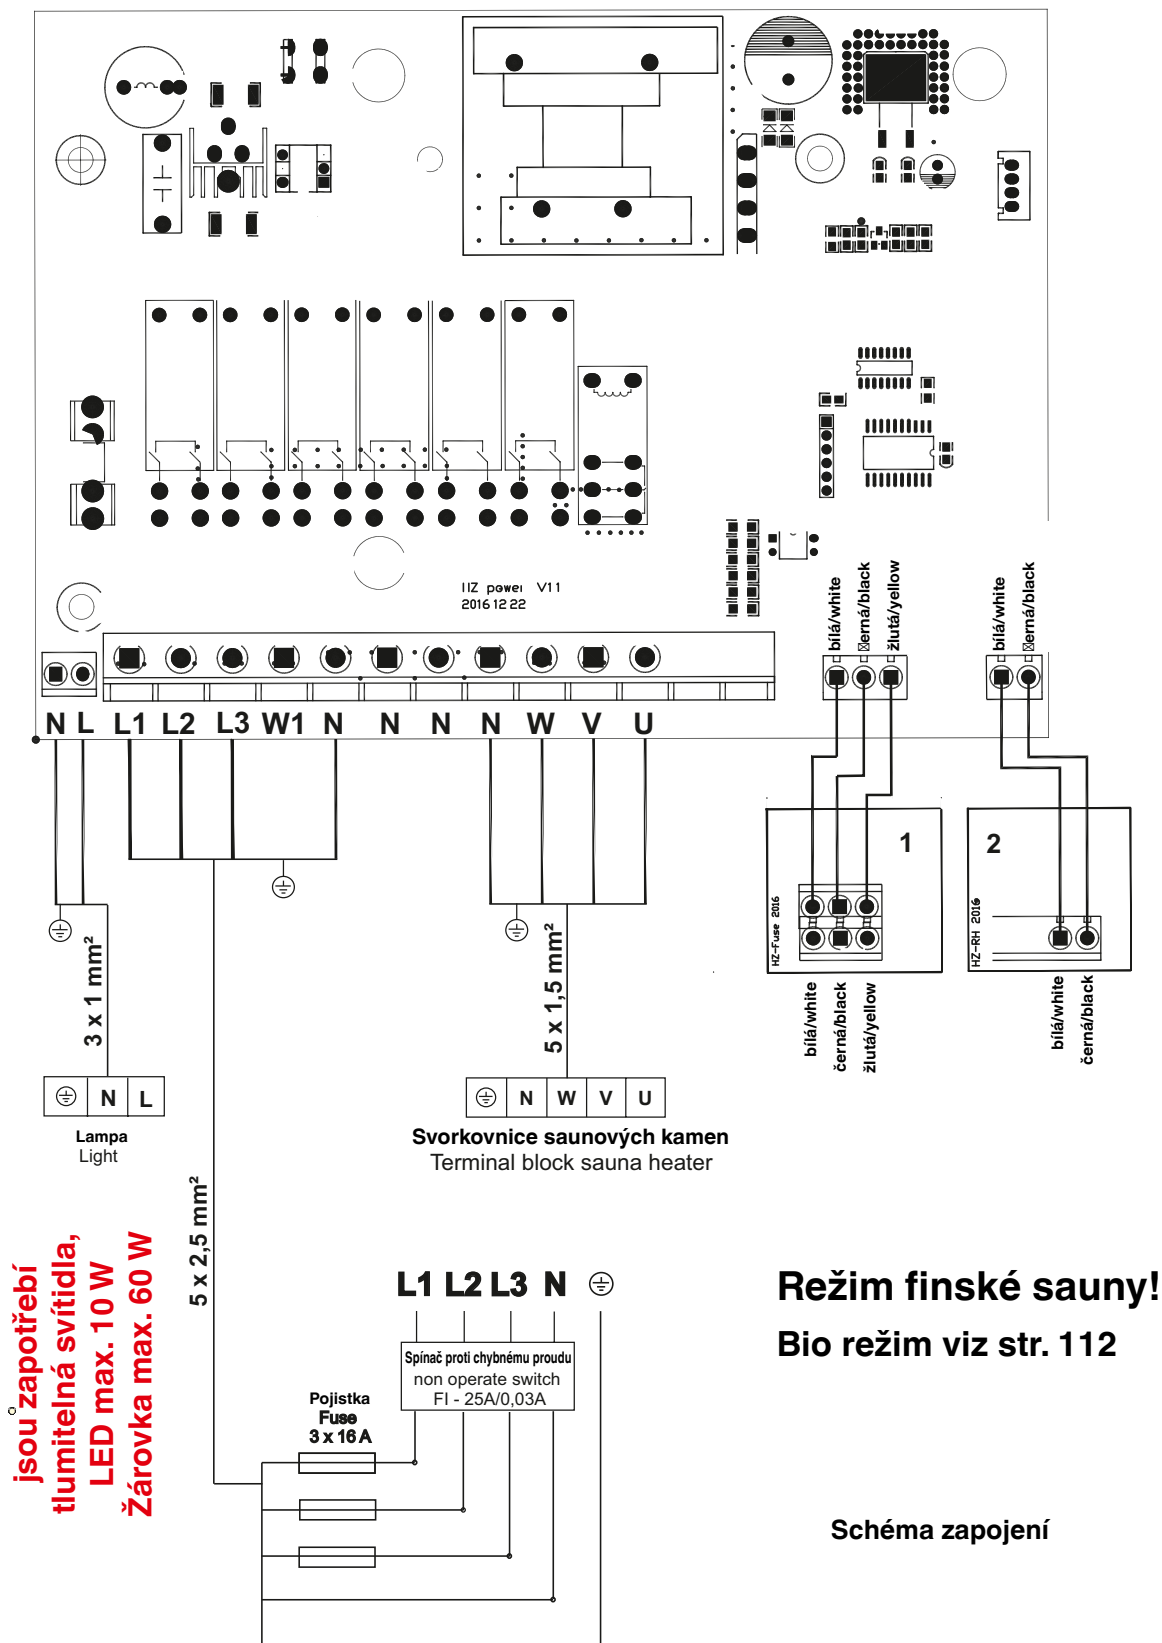 HZ power V11
2016 12 22
bílá/white
erná/black
žlutá/yellow
bílá/white
erná/black
N L L1 L2 L3 W1 N N N N W V U
1
HZ-Fuse 2016
2
HZ-RH 2016
bílá/white
černá/black
žlutá/yellow
bílá/white
černá/black
3 x 1 mm²
5 x 1,5 mm²
N L
Lampa
Light
N W V U
Svorkovnice saunových kamen
Terminal block sauna heater
5 x 2,5 mm²
jsou zapotřebí
tlumitelná svítidla,
LED max. 10 W
Žárovka max. 60 W
L1 L2 L3 N
Spínač proti chybnému proudu
non operate switch
FI - 25A/0,03A
Pojistka
Fuse
3 x 16 A
Režim finské sauny!
Bio režim viz str. 112
Schéma zapojení